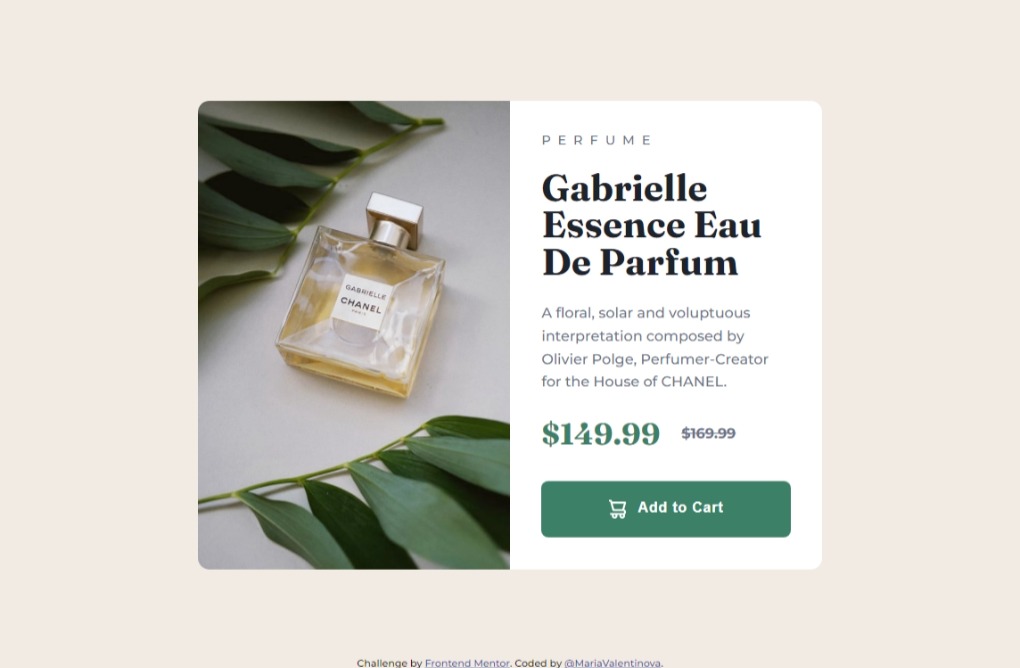 PERFUME
Gabrielle
Essence Eau
De Parfum
GABRIELLE
CHANEL
PARIS
A floral, solar and voluptuous
interpretation composed by
Olivier Polge, Perfumer-Creator
for the House of CHANEL.
$149.99 $169.99
Add to Cart
Challenge by Frontend Mentor. Coded by @MariaValentinova.